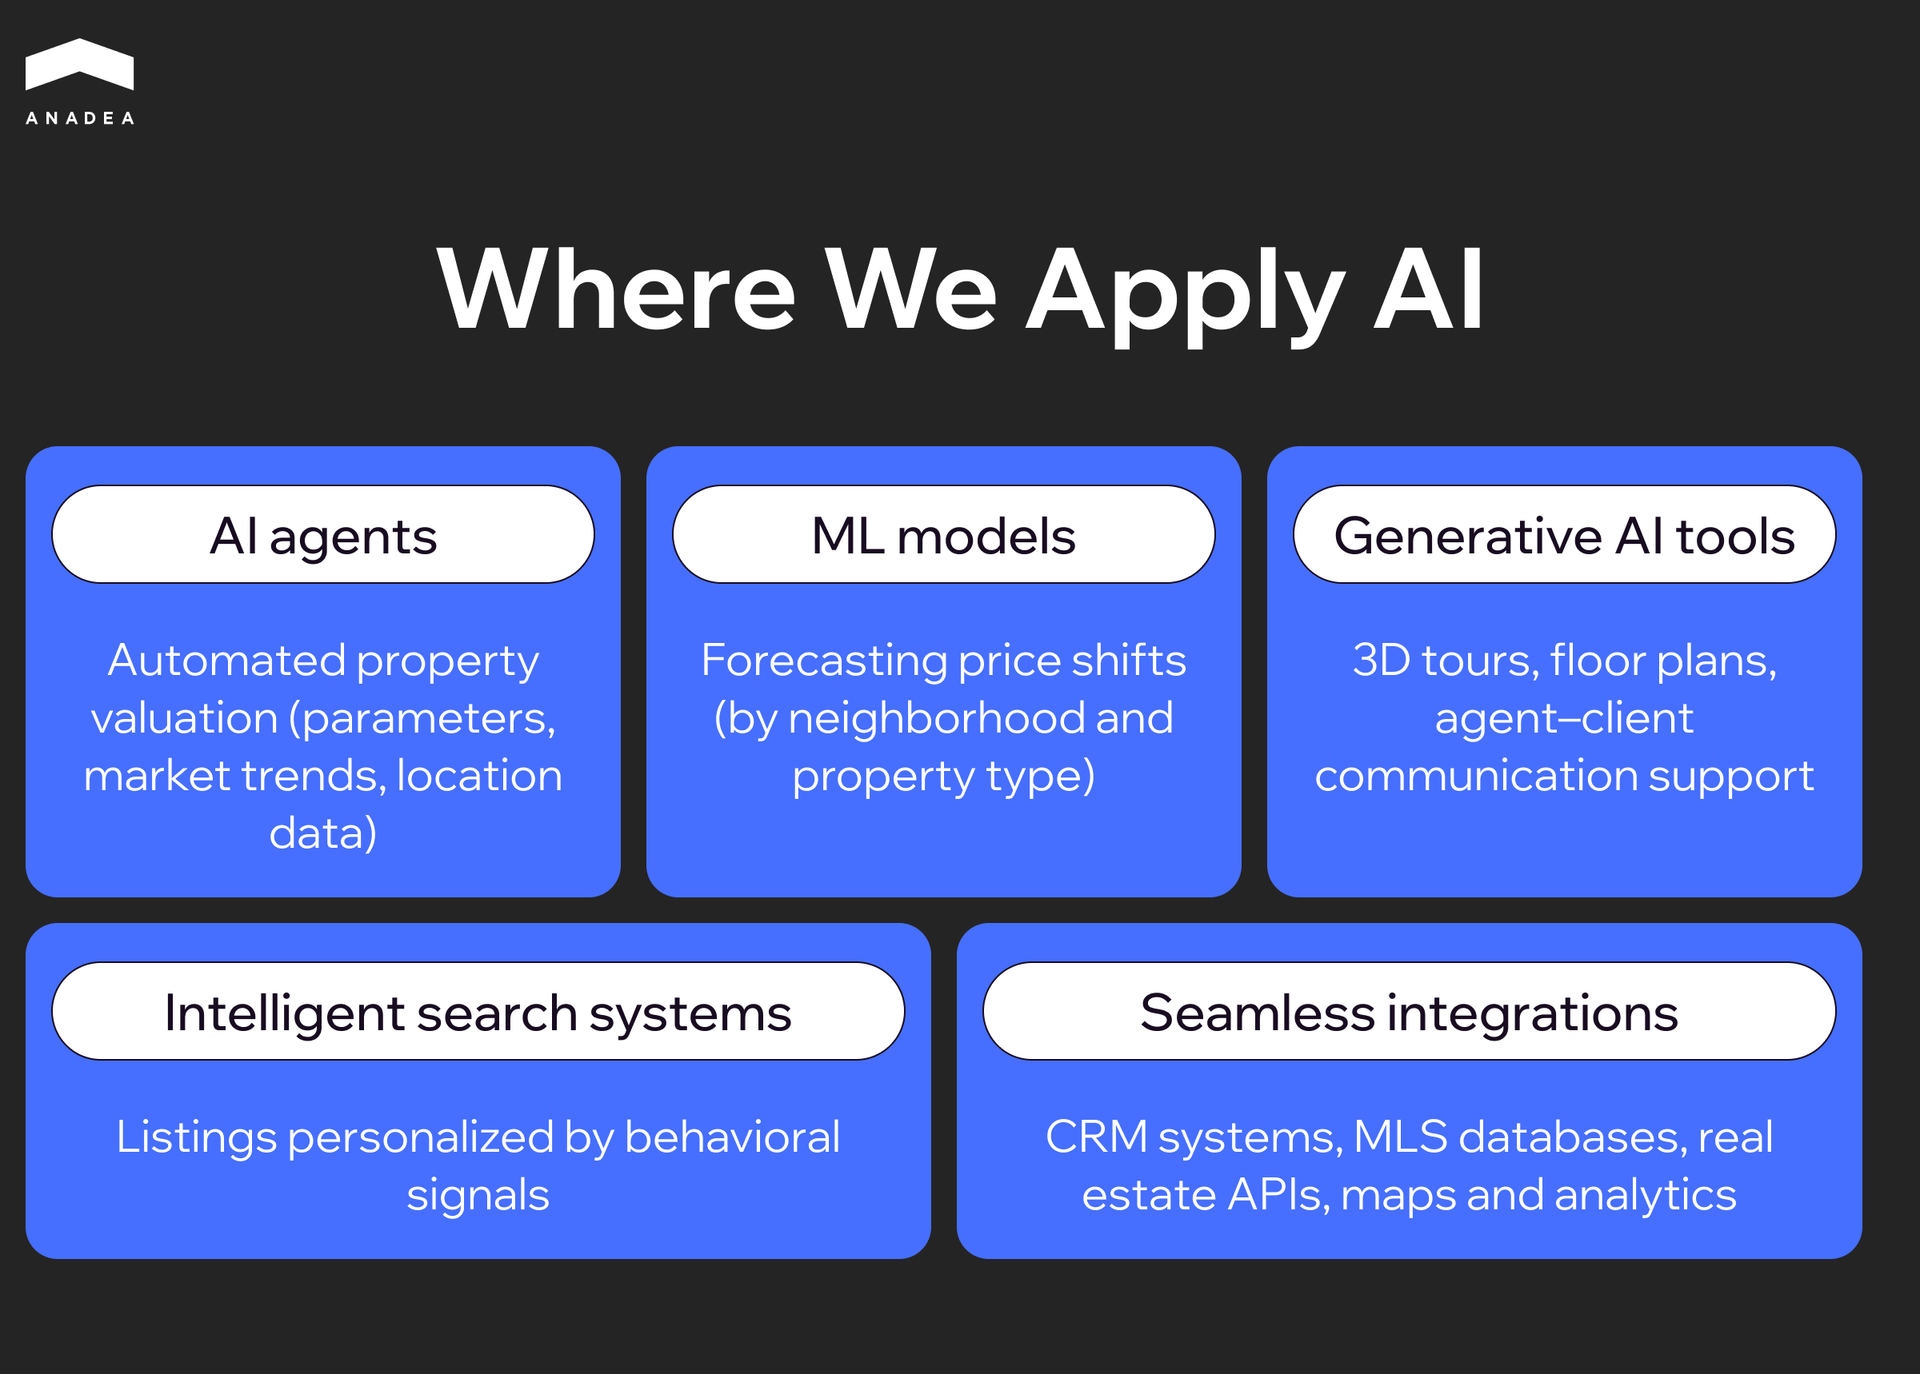 ANADEA
Where We Apply AI
AI agents
Automated property
valuation (parameters,
market trends, location
data)
ML models
Forecasting price shifts
(by neighborhood and
property type)
Generative AI tools
3D tours, floor plans,
agent–client
communication support
Intelligent search systems
Listings personalized by behavioral
signals
Seamless integrations
CRM systems, MLS databases, real
estate APIs, maps and analytics